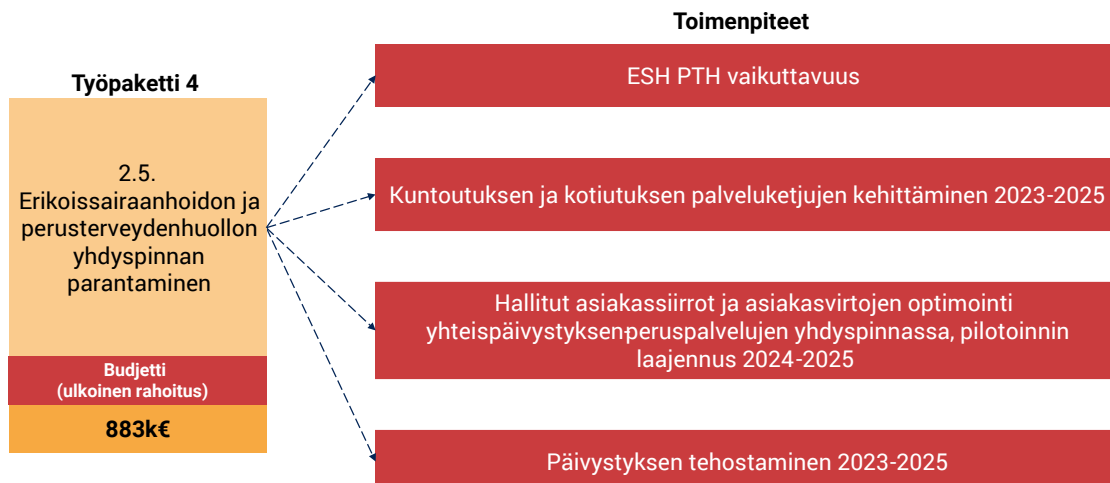 Toimenpiteet
Työpaketti 4
2.5.
Erikoissairaanhoidon ja
perusterveydenhuollon
yhdyspinnan
parantaminen
Budjetti
(ulkoinen rahoitus)
883k€
ESH PTH vaikuttavuus
Kuntoutuksen ja kotiutuksen palveluketjujen kehittäminen 2023-2025
Hallitut asiakassiirrot ja asiakasvirtojen optimointi
yhteispäivystyksen-peruspalvelujen yhdyspinnassa, pilotoinnin
laajennus 2024-2025
Päivystyksen tehostaminen 2023-2025